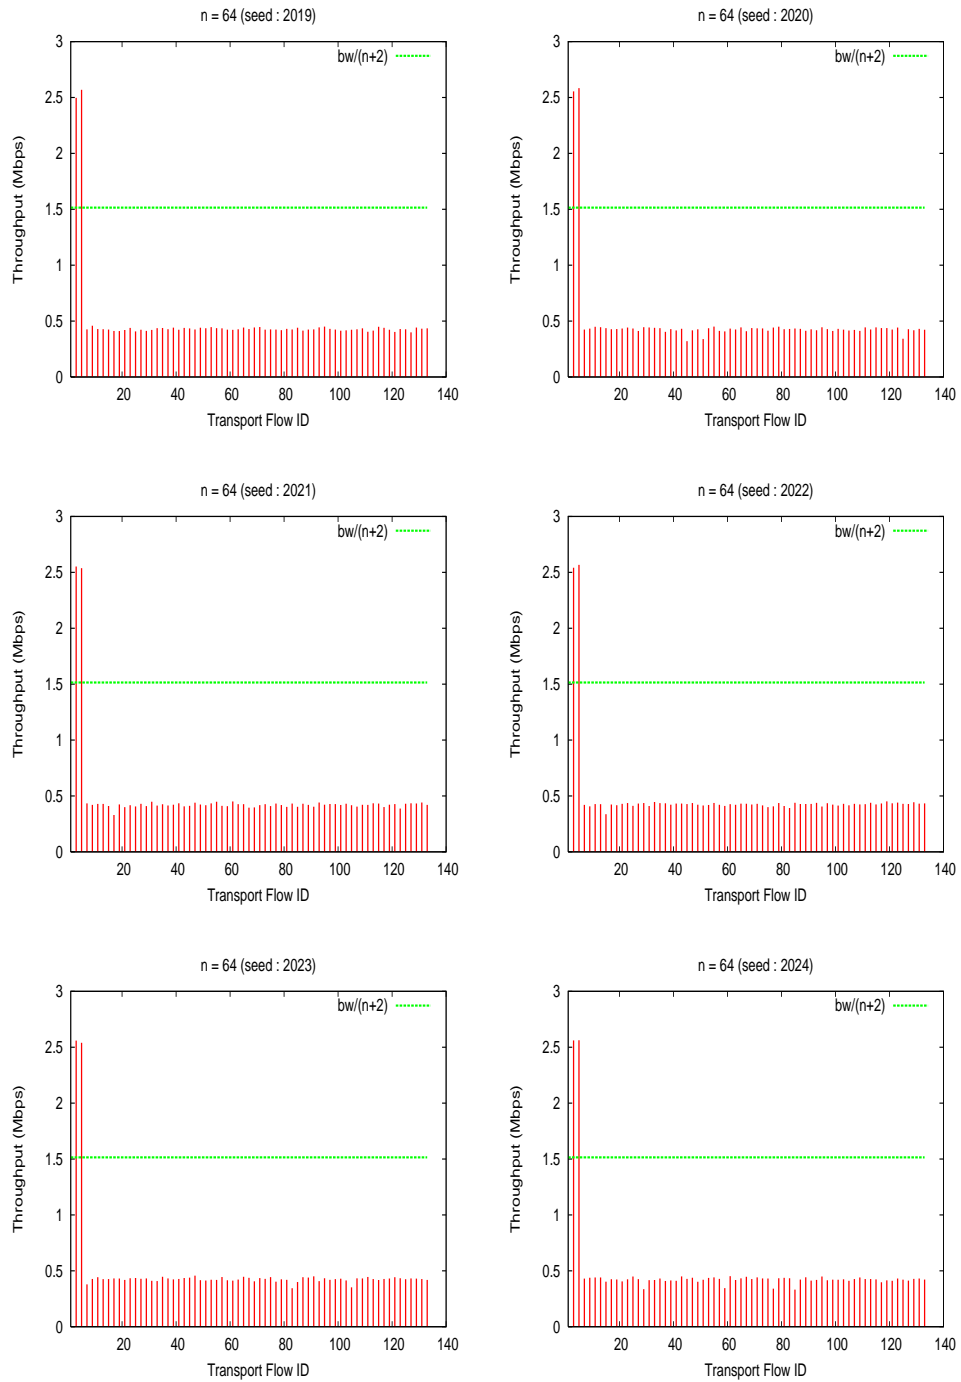 n = 64 (seed : 2019)
3
2.5
2
1.5
1
0.5
0
20 40 60 80 100 120 140
Throughput (Mbps)
Transport Flow ID
bw/(n+2)
n = 64 (seed : 2020)
3
2.5
2
1.5
1
0.5
0
20 40 60 80 100 120 140
Throughput (Mbps)
Transport Flow ID
bw/(n+2)
n = 64 (seed : 2021)
3
2.5
2
1.5
1
0.5
0
20 40 60 80 100 120 140
Throughput (Mbps)
Transport Flow ID
bw/(n+2)
n = 64 (seed : 2022)
3
2.5
2
1.5
1
0.5
0
20 40 60 80 100 120 140
Throughput (Mbps)
Transport Flow ID
bw/(n+2)
n = 64 (seed : 2023)
3
2.5
2
1.5
1
0.5
0
20 40 60 80 100 120 140
Throughput (Mbps)
Transport Flow ID
bw/(n+2)
n = 64 (seed : 2024)
3
2.5
2
1.5
1
0.5
0
20 40 60 80 100 120 140
Throughput (Mbps)
Transport Flow ID
bw/(n+2)